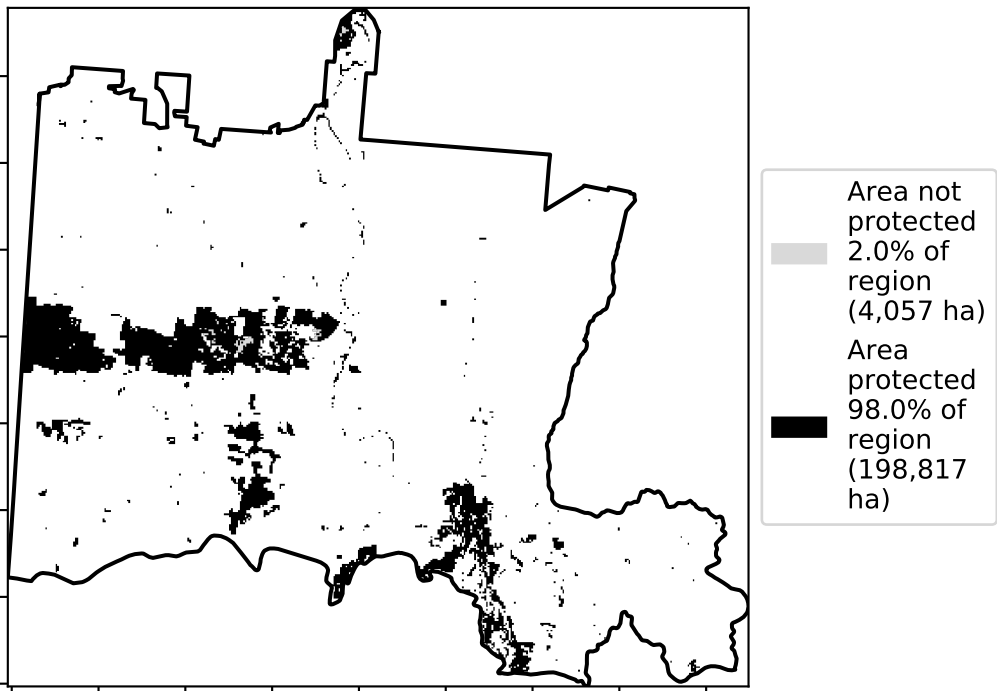 Area not
protected
2.0% of
region
(4,057 ha)
Area
protected
98.0% of
region
(198,817
ha)